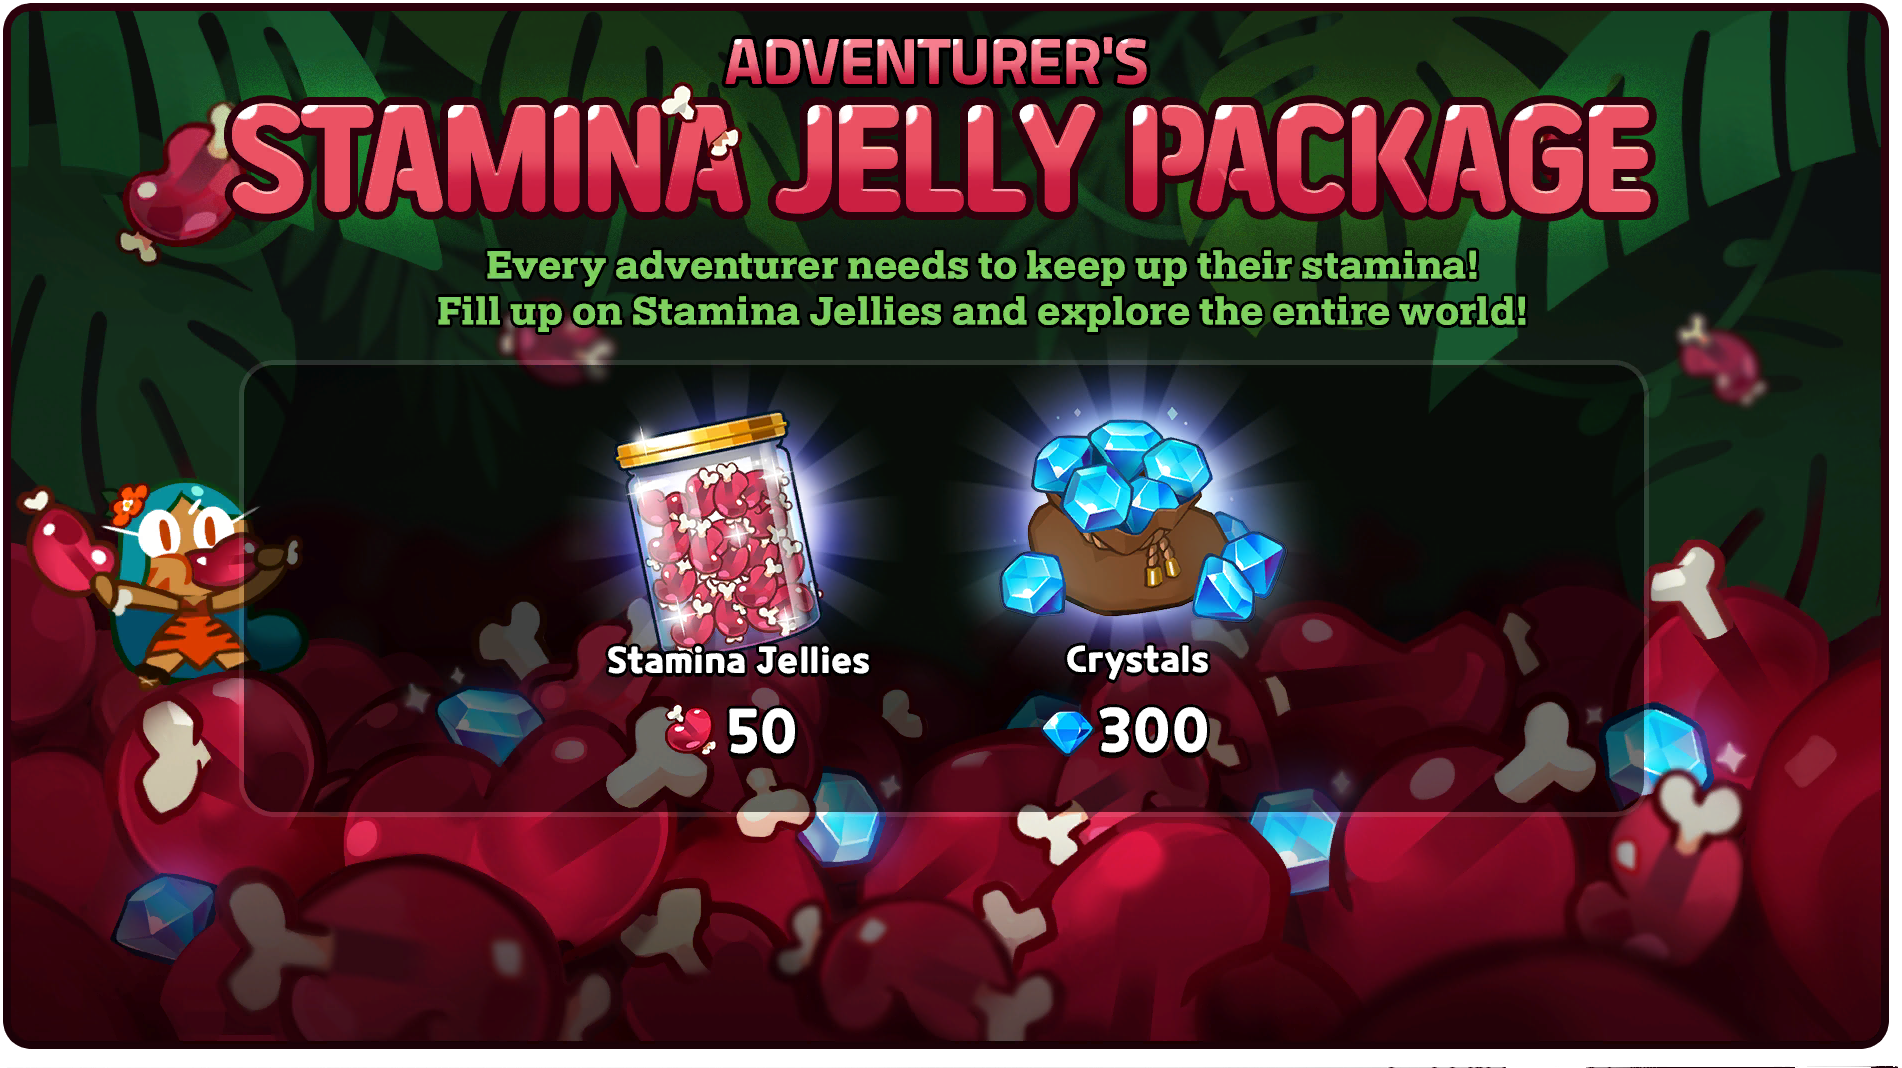 ADVENTURER'S
STAMINA JELLY PACKAGE
Every adventurer needs to keep up their stamina!
Fill up on Stamina Jellies and explore the entire world!
Stamina Jellies
Crystals
50
300